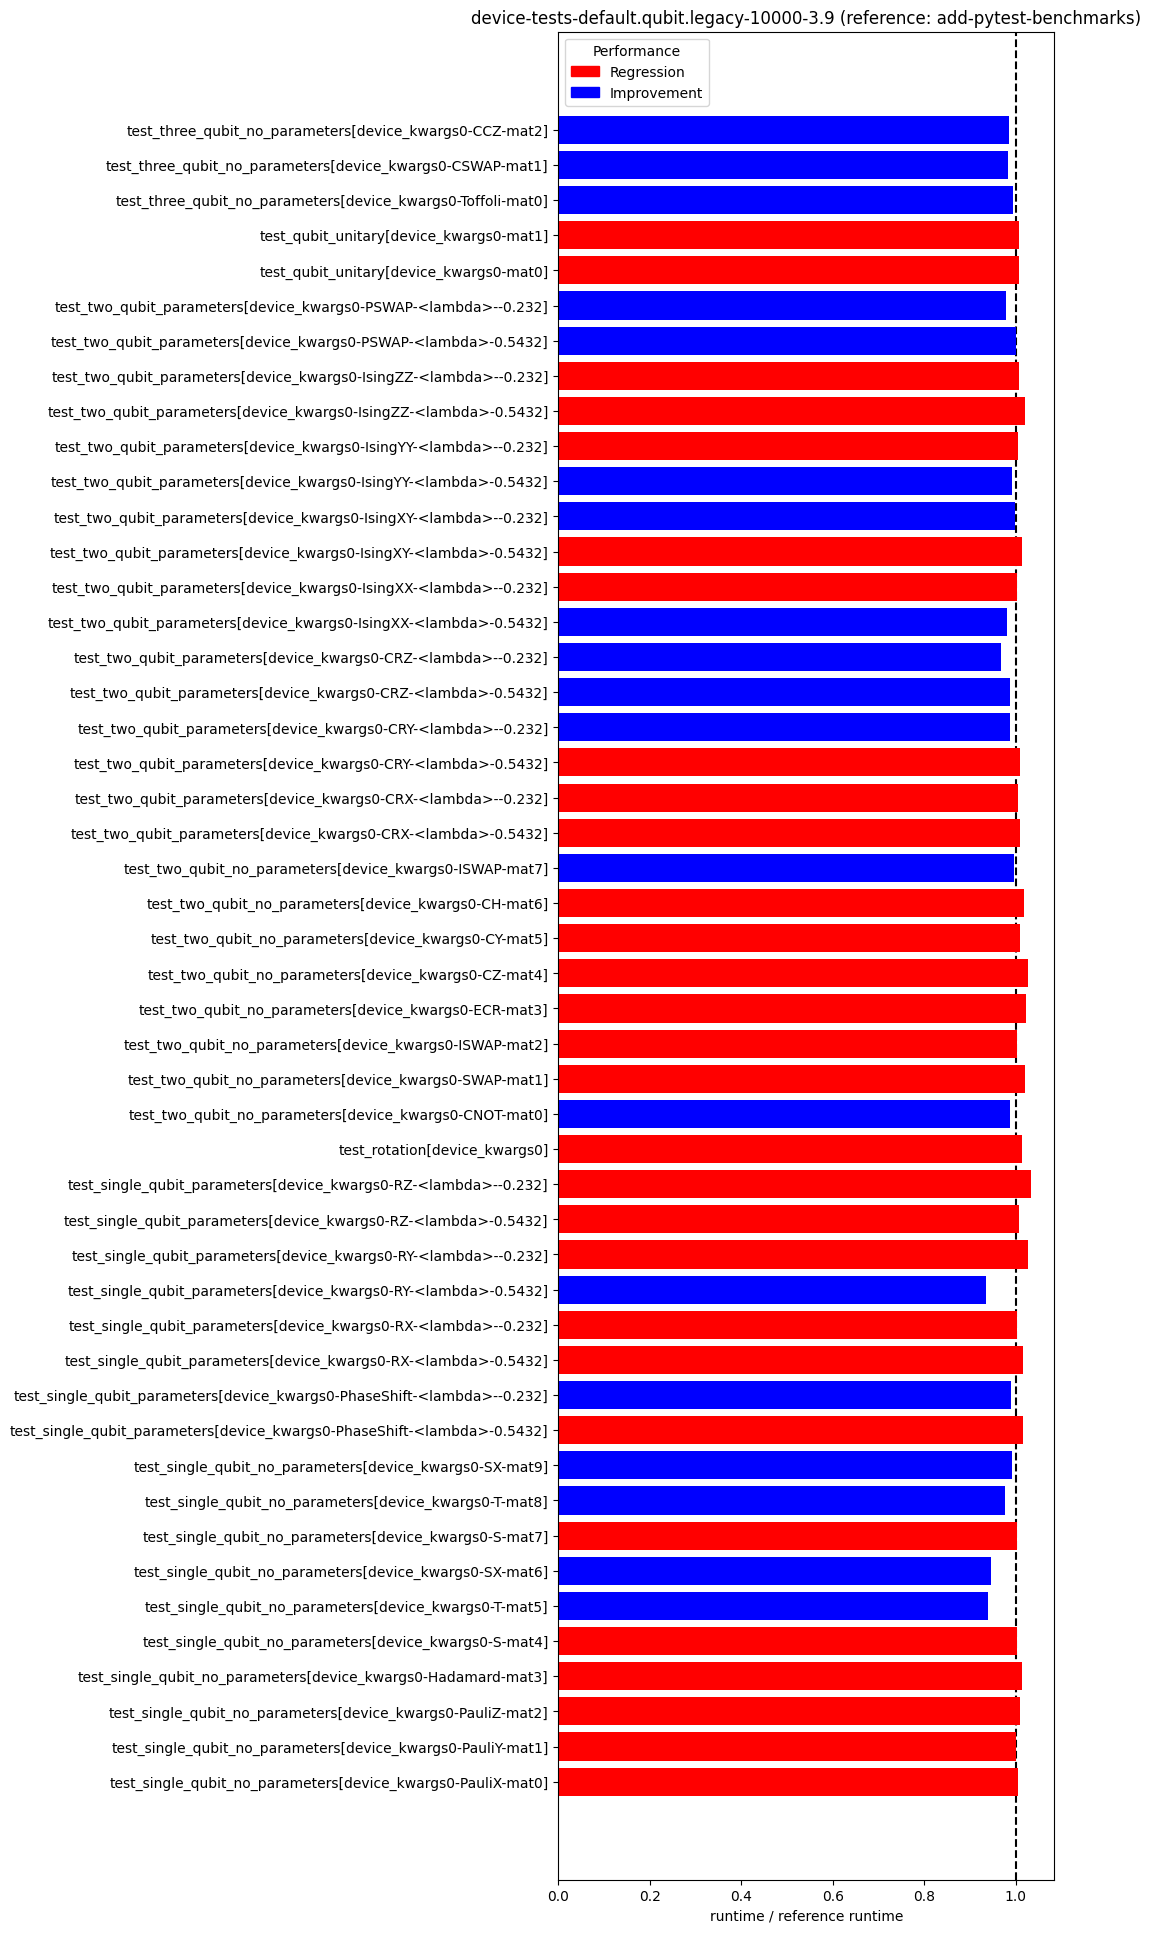 device-tests-default.qubit.legacy-10000-3.9 (reference: add-pytest-benchmarks)
Performance
Regression
Improvement
test_three_qubit_no_parameters[device_kwargs0-CCZ-mat2]
test_three_qubit_no_parameters[device_kwargs0-CSWAP-mat1]
test_three_qubit_no_parameters[device_kwargs0-Toffoli-mat0]
test_qubit_unitary[device_kwargs0-mat1]
test_qubit_unitary[device_kwargs0-mat0]
test_two_qubit_parameters[device_kwargs0-PSWAP-<lambda>--0.232]
test_two_qubit_parameters[device_kwargs0-PSWAP-<lambda>-0.5432]
test_two_qubit_parameters[device_kwargs0-IsingZZ-<lambda>--0.232]
test_two_qubit_parameters[device_kwargs0-IsingZZ-<lambda>-0.5432]
test_two_qubit_parameters[device_kwargs0-IsingYY-<lambda>--0.232]
test_two_qubit_parameters[device_kwargs0-IsingYY-<lambda>-0.5432]
test_two_qubit_parameters[device_kwargs0-IsingXY-<lambda>--0.232]
test_two_qubit_parameters[device_kwargs0-IsingXY-<lambda>-0.5432]
test_two_qubit_parameters[device_kwargs0-IsingXX-<lambda>--0.232]
test_two_qubit_parameters[device_kwargs0-IsingXX-<lambda>-0.5432]
test_two_qubit_parameters[device_kwargs0-CRZ-<lambda>--0.232]
test_two_qubit_parameters[device_kwargs0-CRZ-<lambda>-0.5432]
test_two_qubit_parameters[device_kwargs0-CRY-<lambda>--0.232]
test_two_qubit_parameters[device_kwargs0-CRY-<lambda>-0.5432]
test_two_qubit_parameters[device_kwargs0-CRX-<lambda>--0.232]
test_two_qubit_parameters[device_kwargs0-CRX-<lambda>-0.5432]
test_two_qubit_no_parameters[device_kwargs0-ISWAP-mat7]
test_two_qubit_no_parameters[device_kwargs0-CH-mat6]
test_two_qubit_no_parameters[device_kwargs0-CY-mat5]
test_two_qubit_no_parameters[device_kwargs0-CZ-mat4]
test_two_qubit_no_parameters[device_kwargs0-ECR-mat3]
test_two_qubit_no_parameters[device_kwargs0-ISWAP-mat2]
test_two_qubit_no_parameters[device_kwargs0-SWAP-mat1]
test_two_qubit_no_parameters[device_kwargs0-CNOT-mat0]
test_rotation[device_kwargs0]
test_single_qubit_parameters[device_kwargs0-RZ-<lambda>--0.232]
test_single_qubit_parameters[device_kwargs0-RZ-<lambda>-0.5432]
test_single_qubit_parameters[device_kwargs0-RY-<lambda>--0.232]
test_single_qubit_parameters[device_kwargs0-RY-<lambda>-0.5432]
test_single_qubit_parameters[device_kwargs0-RX-<lambda>--0.232]
test_single_qubit_parameters[device_kwargs0-RX-<lambda>-0.5432]
test_single_qubit_parameters[device_kwargs0-PhaseShift-<lambda>--0.232]
test_single_qubit_parameters[device_kwargs0-PhaseShift-<lambda>-0.5432]
test_single_qubit_no_parameters[device_kwargs0-SX-mat9]
test_single_qubit_no_parameters[device_kwargs0-T-mat8]
test_single_qubit_no_parameters[device_kwargs0-S-mat7]
test_single_qubit_no_parameters[device_kwargs0-SX-mat6]
test_single_qubit_no_parameters[device_kwargs0-T-mat5]
test_single_qubit_no_parameters[device_kwargs0-S-mat4]
test_single_qubit_no_parameters[device_kwargs0-Hadamard-mat3]
test_single_qubit_no_parameters[device_kwargs0-PauliZ-mat2]
test_single_qubit_no_parameters[device_kwargs0-PauliY-mat1]
test_single_qubit_no_parameters[device_kwargs0-PauliX-mat0]
0.0 0.2 0.4 0.6 0.8 1.0
runtime / reference runtime